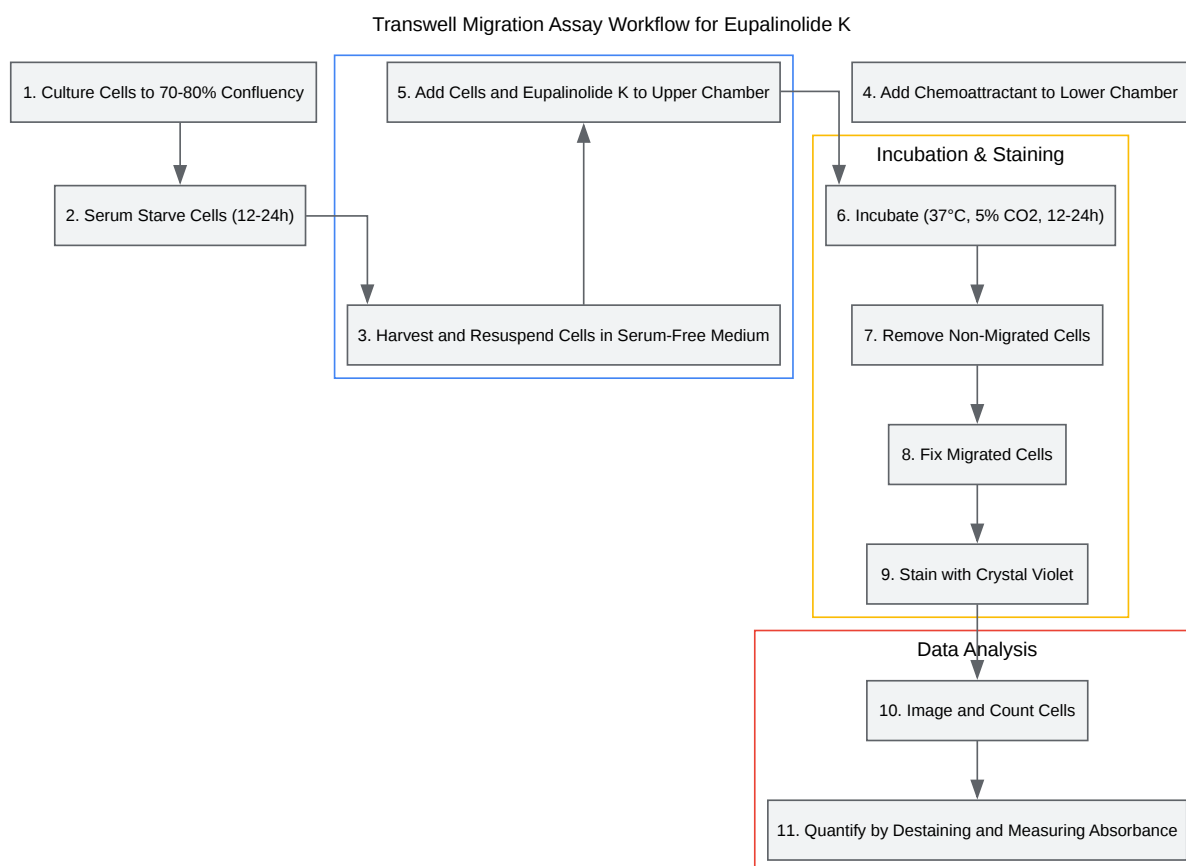 Transwell Migration Assay Workflow for Eupalinolide K
1. Culture Cells to 70-80% Confluency
5. Add Cells and Eupalinolide K to Upper Chamber
4. Add Chemoattractant to Lower Chamber
Incubation & Staining
2. Serum Starve Cells (12-24h)
6. Incubate (37°C, 5% CO2, 12-24h)
3. Harvest and Resuspend Cells in Serum-Free Medium
7. Remove Non-Migrated Cells
8. Fix Migrated Cells
9. Stain with Crystal Violet
Data Analysis
10. Image and Count Cells
11. Quantify by Destaining and Measuring Absorbance